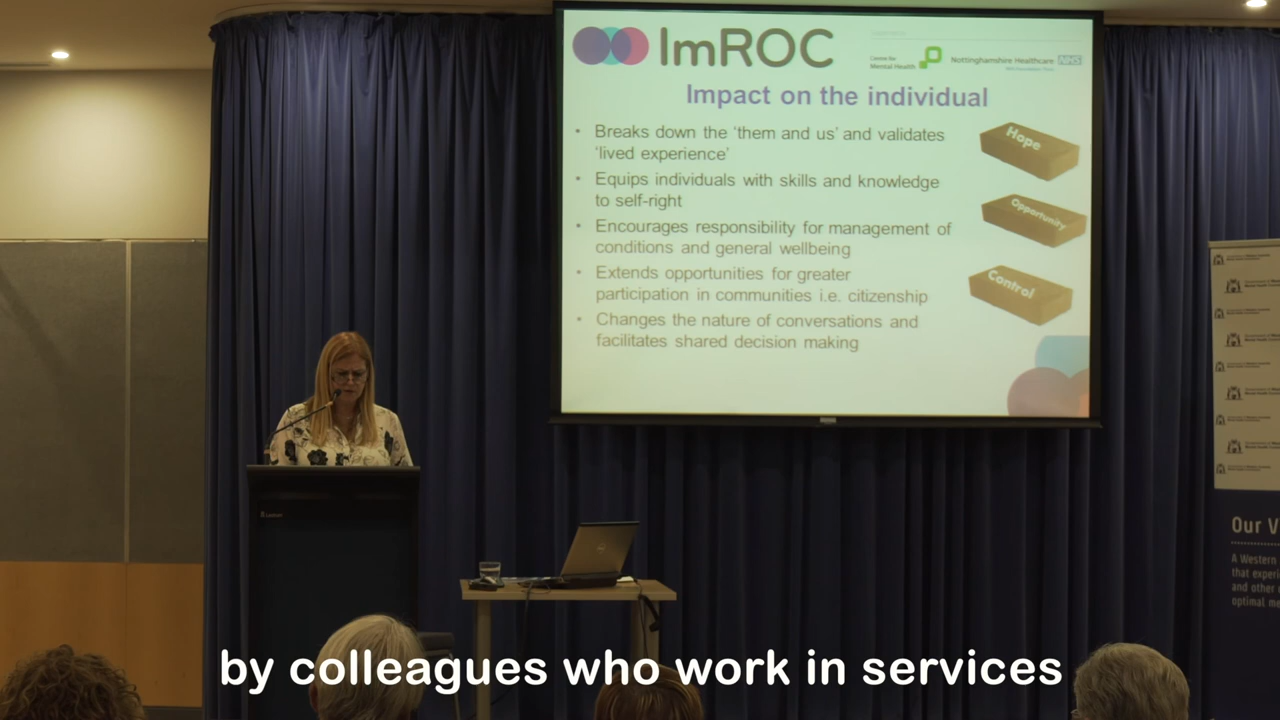 ImROC
Centre for
Mental Health
Nottinghamshire Healthcare NHS
Impact on the individual
• Breaks down the ‘them and us’ and validates
‘lived experience’
• Equips individuals with skills and knowledge
to self-right
• Encourages responsibility for management of
conditions and general wellbeing
• Extends opportunities for greater
participation in communities i.e. citizenship
• Changes the nature of conversations and
facilitates shared decision making
Hope
Opportunity
Control
Our V
A Western
that experi
and other
optimal me
by colleagues who work in services